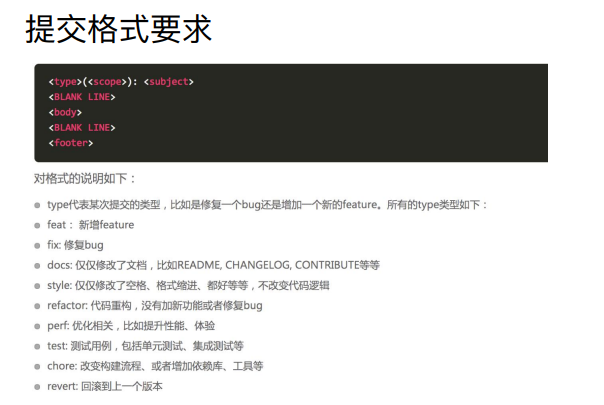 提交格式要求
<type>(<scope>): <subject>
<BLANK LINE>
<body>
<BLANK LINE>
<footer>
对格式的说明如下：
type代表某次提交的类型，比如是修复一个bug还是增加一个新的feature。所有的type类型如下：
feat： 新增feature
fix: 修复bug
docs: 仅仅修改了文档，比如README, CHANGELOG, CONTRIBUTE等等
style: 仅仅修改了空格、格式缩进、都好等等，不改变代码逻辑
refactor: 代码重构，没有加新功能或者修复bug
perf: 优化相关，比如提升性能、体验
test: 测试用例，包括单元测试、集成测试等
chore: 改变构建流程、或者增加依赖库、工具等
revert: 回滚到上一个版本